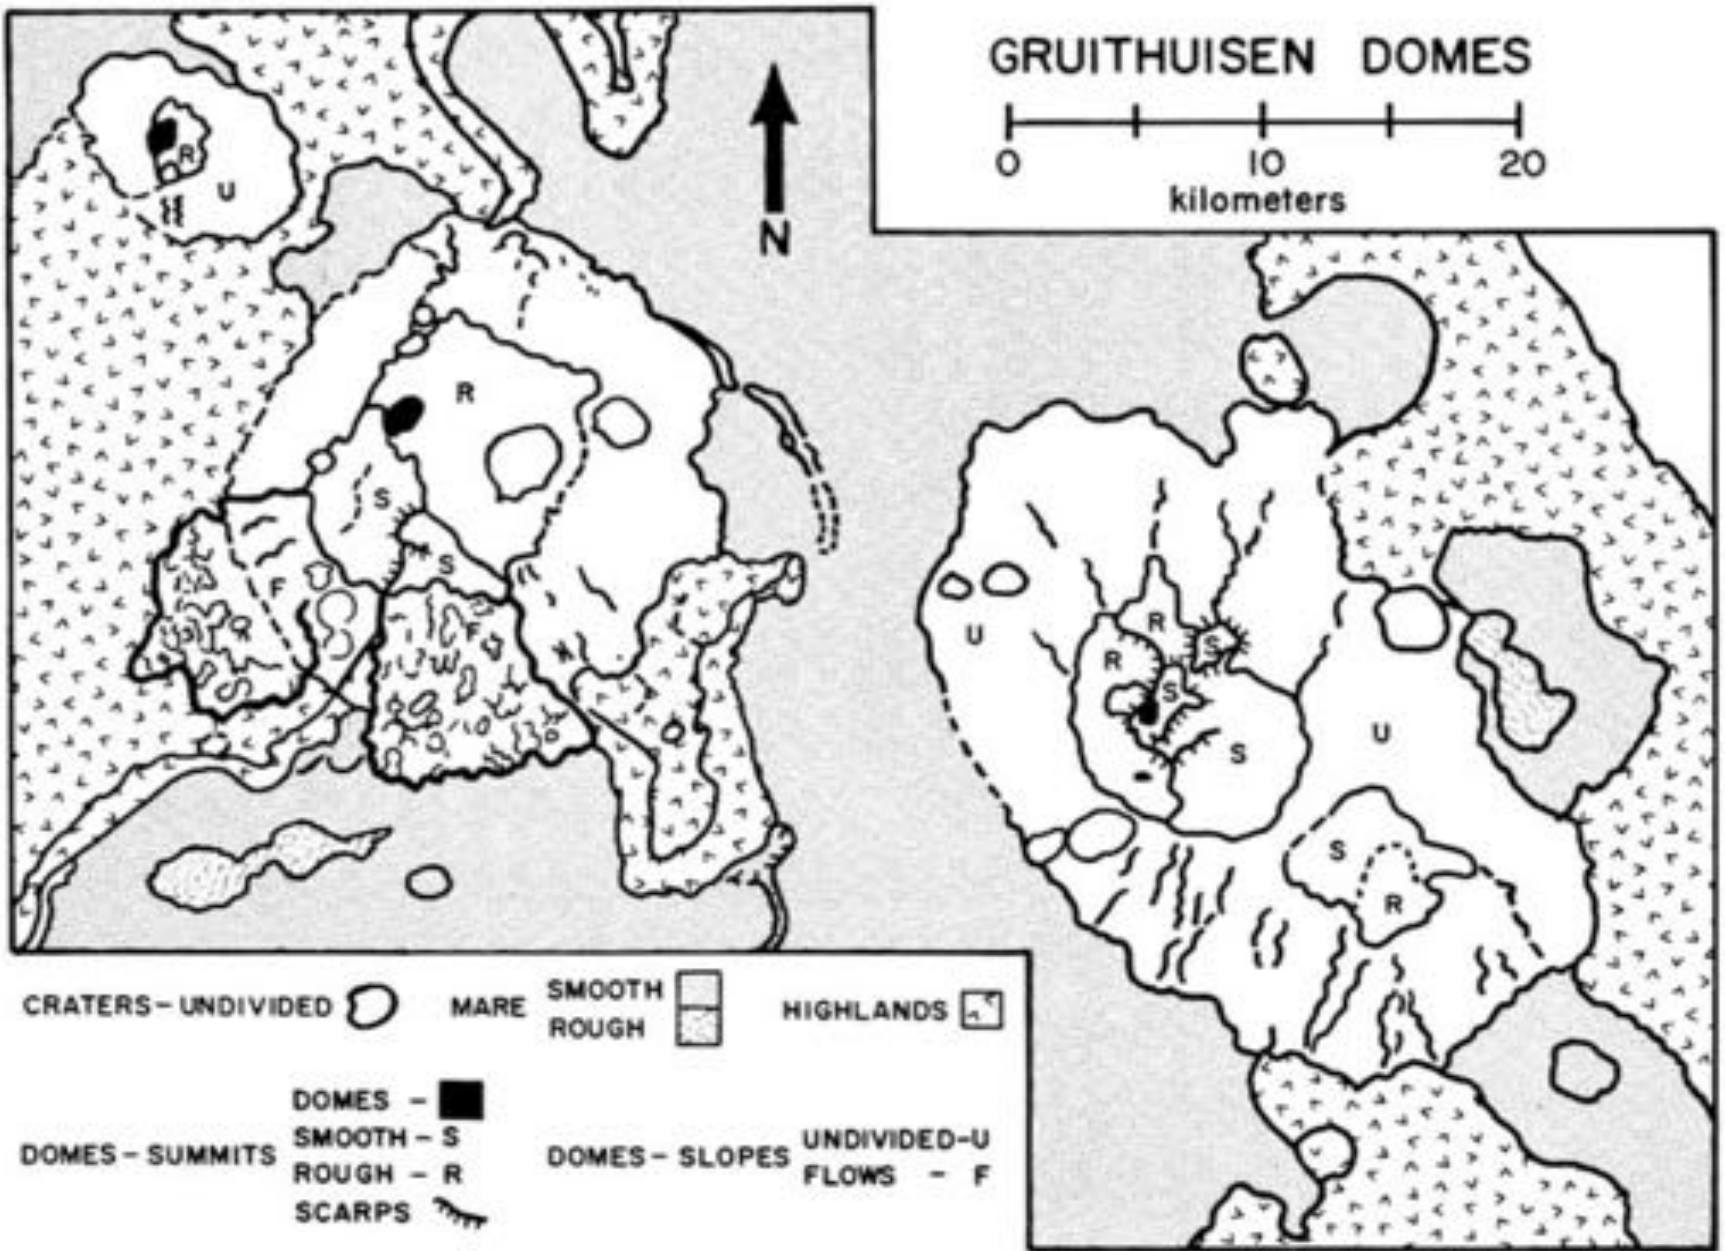 GRUITHUISEN DOMES
0 10 20
kilometers
N
R
U
R
S
S
F
F
U
R
R
S
S
S
U
S
R
CRATERS – UNDIVIDED
MARE
SMOOTH
ROUGH
HIGHLANDS
DOMES – SUMMITS
DOMES –
SMOOTH – S
ROUGH – R
SCARPS
DOMES – SLOPES
UNDIVIDED – U
FLOWS – F